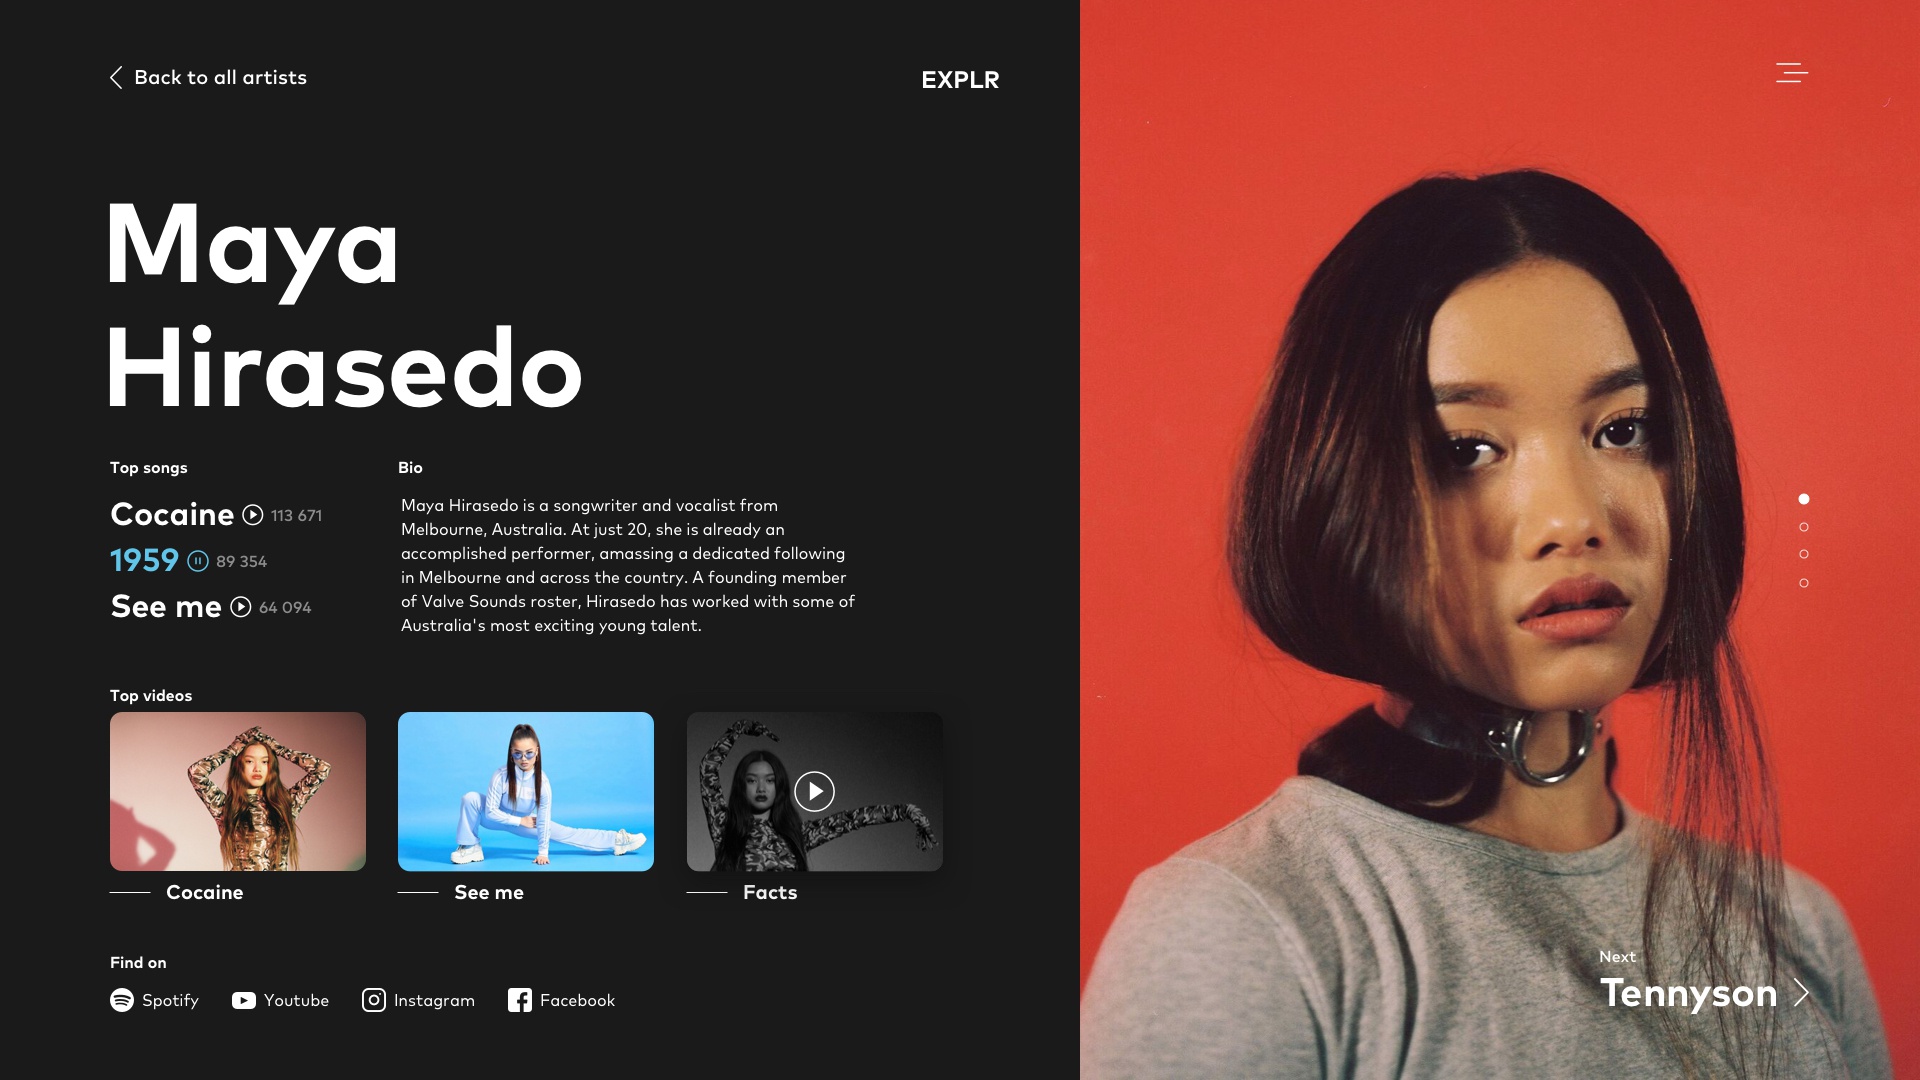 Back to all artists
EXPLR
Maya
Hirasedo
Top songs
Cocaine 113 671
1959 89 354
See me 64 094
Bio
Maya Hirasedo is a songwriter and vocalist from
Melbourne, Australia. At just 20, she is already an
accomplished performer, amassing a dedicated following
in Melbourne and across the country. A founding member
of Valve Sounds roster, Hirasedo has worked with some of
Australia's most exciting young talent.
Top videos
Cocaine
See me
Facts
Find on
Spotify
Youtube
Instagram
Facebook
Next
Tennyson